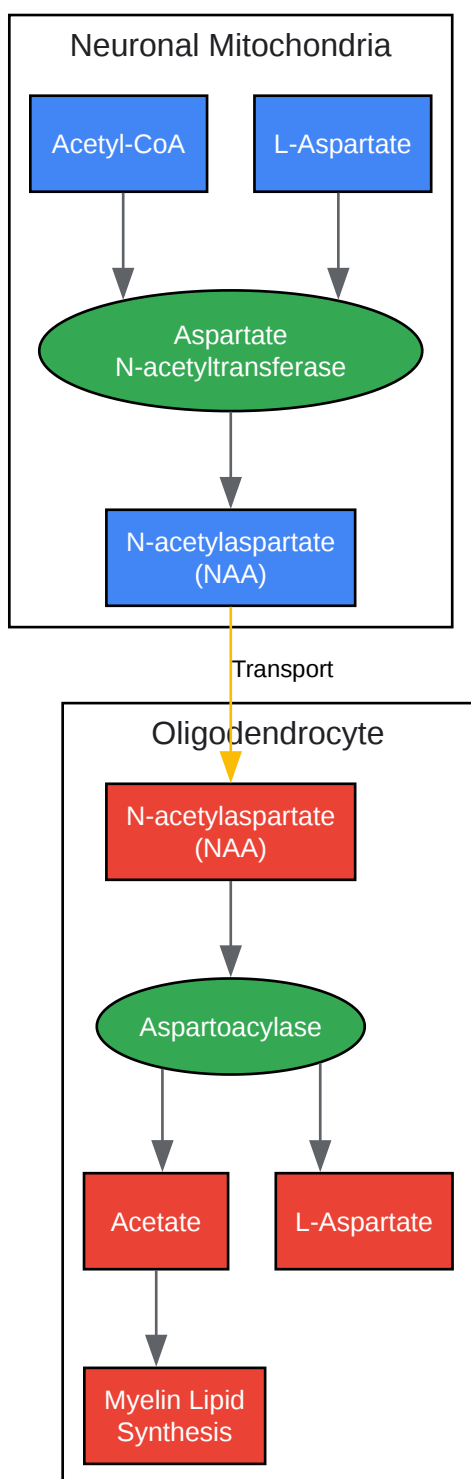 Neuronal Mitochondria
Acetyl-CoA
L-Aspartate
Aspartate
N-acetyltransferase
N-acetylaspartate
(NAA)
Transport
Oligodendrocyte
N-acetylaspartate
(NAA)
Aspartoacylase
Acetate
L-Aspartate
Myelin Lipid
Synthesis